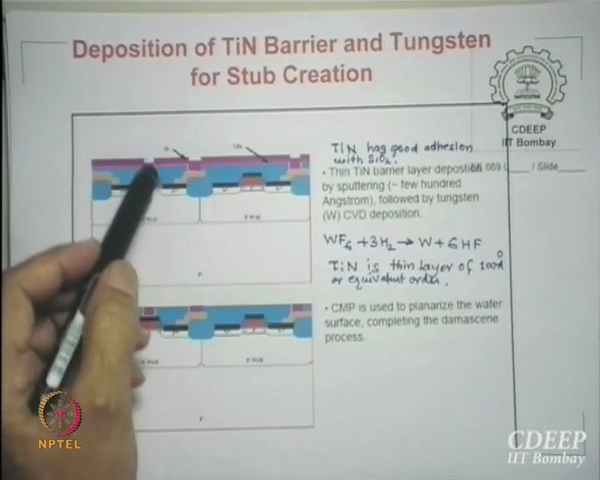 Deposition of TiN Barrier and Tungsten
for Stub Creation
CDEEP
IIT Bombay
669 L / Slide
TiN has good adhesion
with SiO2.
• Thin TiN barrier layer deposition
by sputtering (~ few hundred
Angstrom), followed by tungsten
(W) CVD deposition.
WF6 + 3H2 → W + 6HF
TiN is thin layer of 100Å
or equivalent order.
• CMP is used to planarize the wafer
surface, completing the damascene
process.
P
P
NPTEL
CDEEP
IIT Bombay